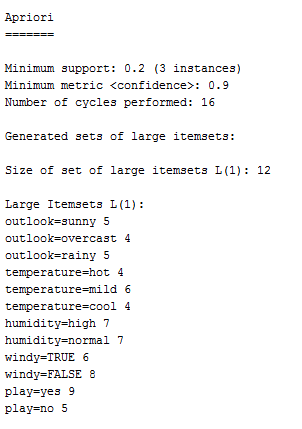 Apriori
=======
Minimum support: 0.2 (3 instances)
Minimum metric <confidence>: 0.9
Number of cycles performed: 16
Generated sets of large itemsets:
Size of set of large itemsets L(1): 12
Large Itemsets L(1):
outlook=sunny 5
outlook=overcast 4
outlook=rainy 5
temperature=hot 4
temperature=mild 6
temperature=cool 4
humidity=high 7
humidity=normal 7
windy=TRUE 6
windy=FALSE 8
play=yes 9
play=no 5